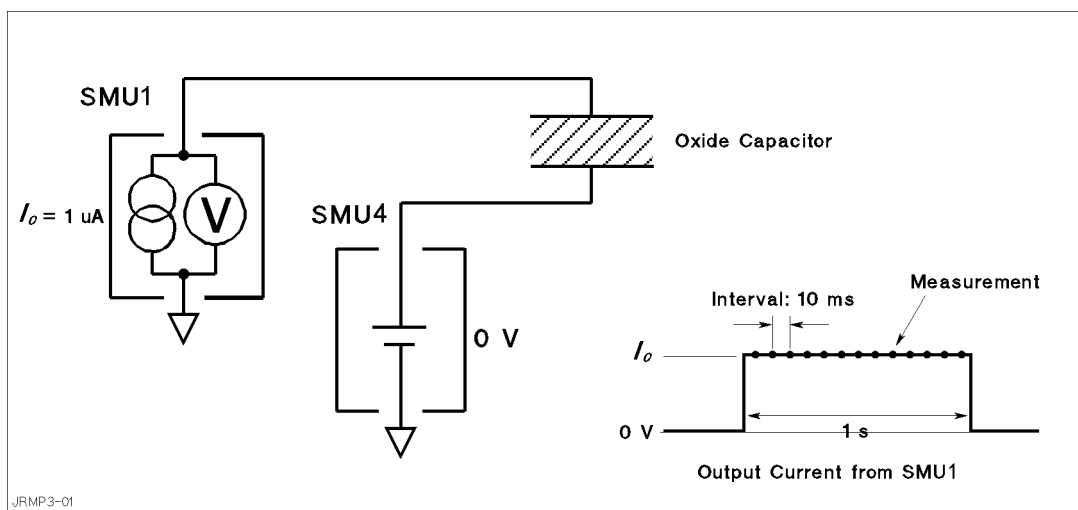 SMU1
Oxide Capacitor
V
Io = 1 uA
SMU4
0 V
Measurement
Interval: 10 ms
Io
0 V
1 s
Output Current from SMU1
JRMP3-01